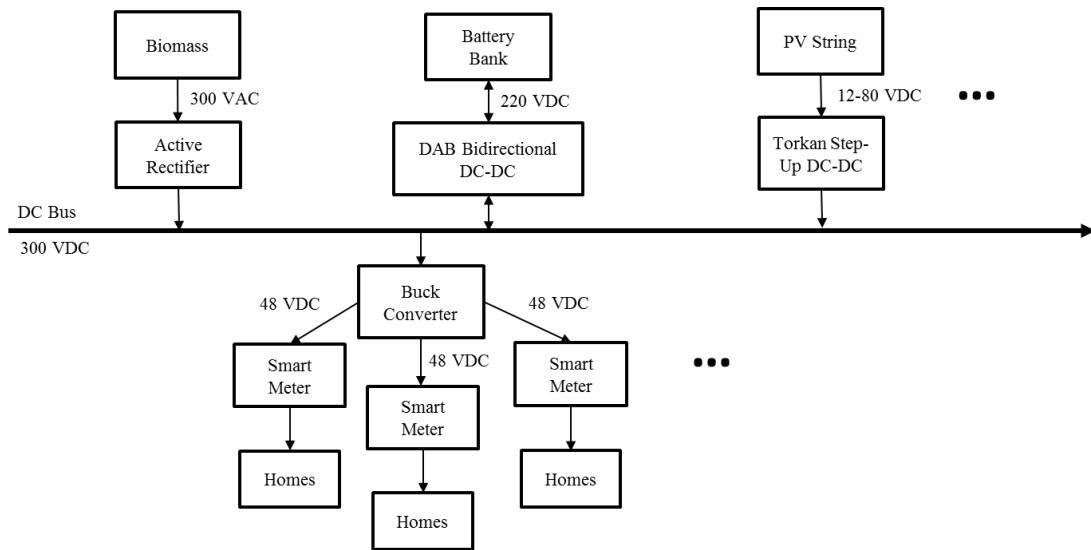 Biomass
300 VAC
Active
Rectifier
Battery
Bank
220 VDC
DAB Bidirectional
DC-DC
PV String
12-80 VDC
Torkan Step-
Up DC-DC
DC Bus
300 VDC
Buck
Converter
48 VDC
48 VDC
48 VDC
Smart
Meter
Smart
Meter
Smart
Meter
Homes
Homes
Homes